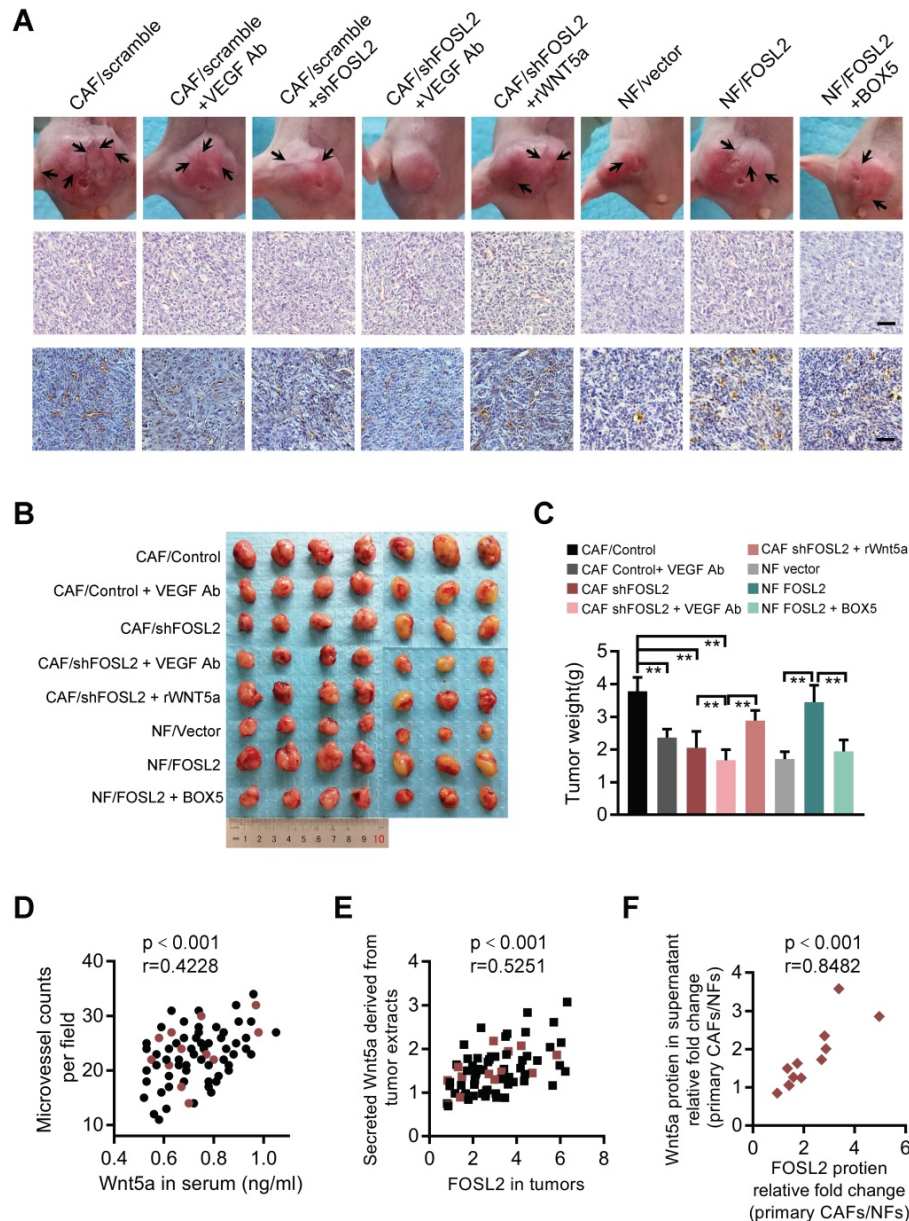 A
CAF/scramble
CAF/scramble
+VEGF Ab
CAF/scramble
+shFOSL2
CAF/shFOSL2
+VEGF Ab
CAF/shFOSL2
+rWNT5a
NF/vector
NF/FOSL2
NF/FOSL2
+BOX5
B
CAF/Control
CAF/Control + VEGF Ab
CAF/shFOSL2
CAF/shFOSL2 + VEGF Ab
CAF/shFOSL2 + rWNT5a
NF/Vector
NF/FOSL2
NF/FOSL2 + BOX5
1 2 3 4 5 6 7 8 9 10
C
CAF/Control
CAF Control+ VEGF Ab
CAF shFOSL2
CAF shFOSL2 + VEGF Ab
CAF shFOSL2 + rWnt5a
NF vector
NF FOSL2
NF FOSL2 + BOX5
Tumor weight(g)
5
4
3
2
1
0
**
**
**
**
**
**
**
D
p < 0.001
r=0.4228
Microvessel counts
per field
40
30
20
10
0.4 0.6 0.8 1.0
Wnt5a in serum (ng/ml)
E
p < 0.001
r=0.5251
Secreted Wnt5a derived from
tumor extracts
4
3
2
1
0
0 2 4 6 8
FOSL2 in tumors
F
p < 0.001
r=0.8482
Wnt5a protien in supernatant
relative fold change
(primary CAFs/NFs)
4
3
2
1
0
0 1 2 3 4 5 6
FOSL2 protien
relative fold change
(primary CAFs/NFs)